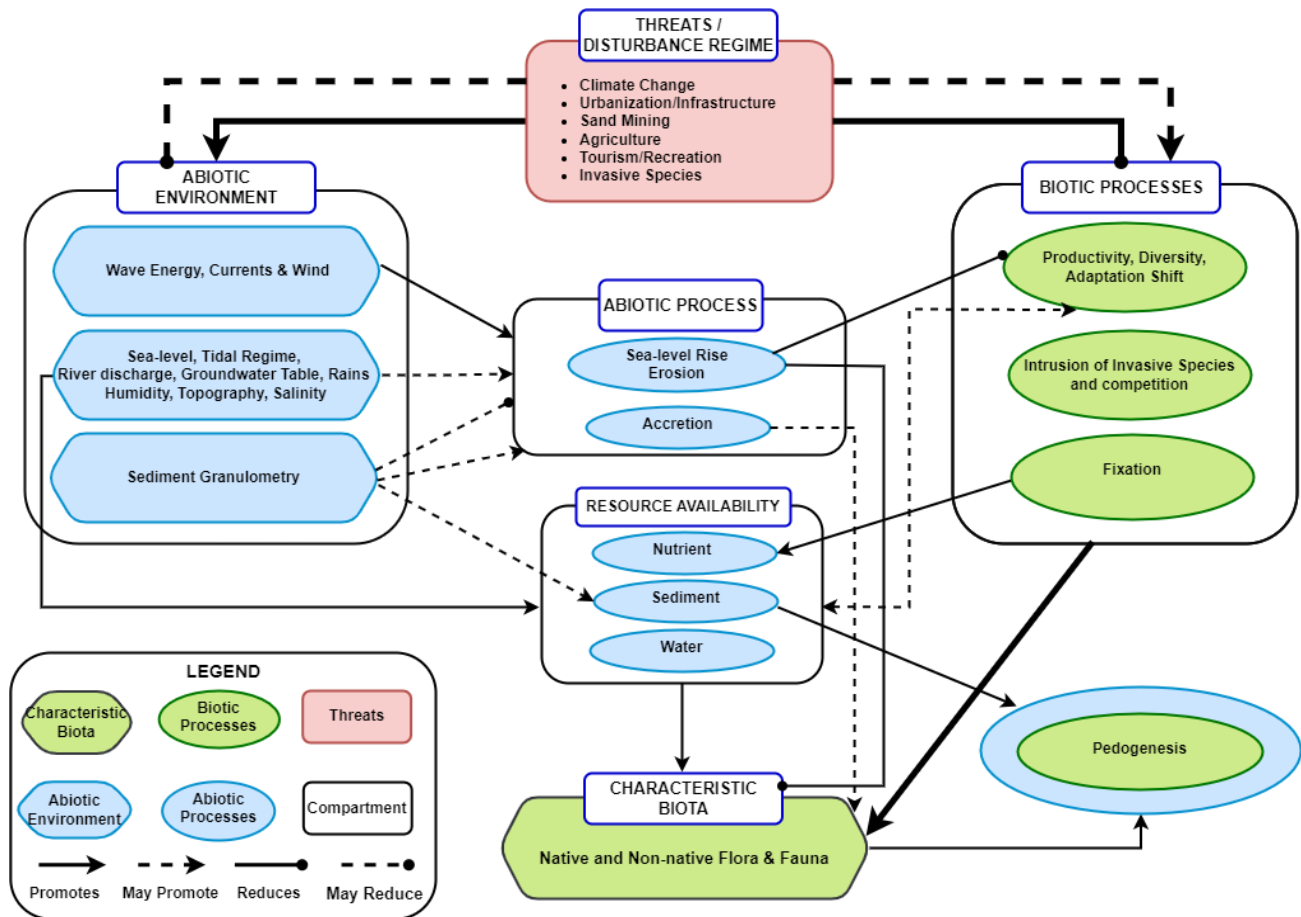 THREATS /
DISTURBANCE REGIME
• Climate Change
• Urbanization/Infrastructure
• Sand Mining
• Agriculture
• Tourism/Recreation
• Invasive Species
ABIOTIC
ENVIRONMENT
Wave Energy, Currents & Wind
Sea-level, Tidal Regime,
River discharge, Groundwater Table, Rains
Humidity, Topography, Salinity
Sediment Granulometry
ABIOTIC PROCESS
Sea-level Rise
Erosion
Accretion
RESOURCE AVAILABILITY
Nutrient
Sediment
Water
BIOTIC PROCESSES
Productivity, Diversity,
Adaptation Shift
Intrusion of Invasive Species
and competition
Fixation
Pedogenesis
CHARACTERISTIC
BIOTA
Native and Non-native Flora & Fauna
LEGEND
Characteristic
Biota
Biotic
Processes
Threats
Abiotic
Environment
Abiotic
Processes
Compartment
Promotes
May Promote
Reduces
May Reduce